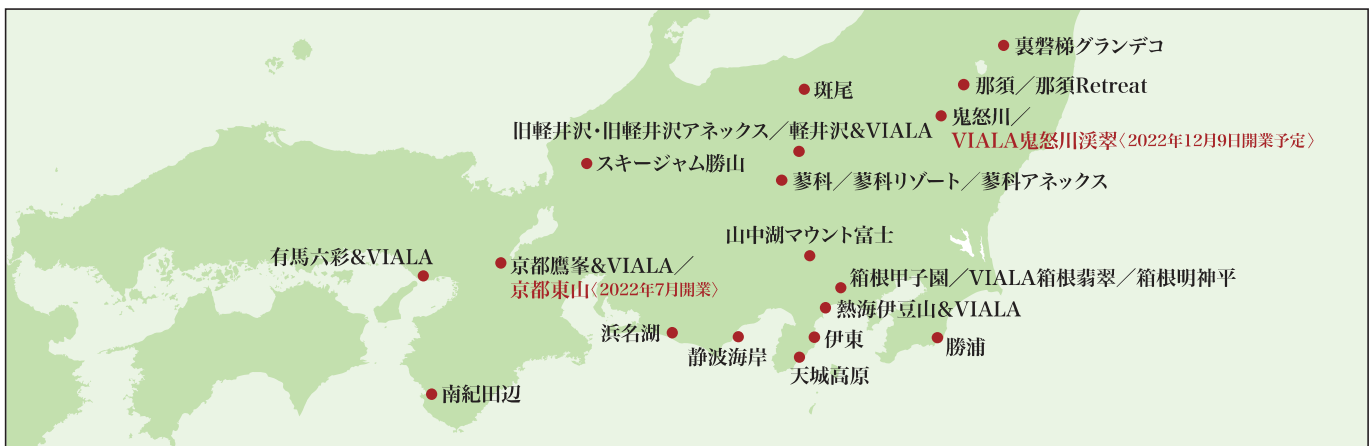 裏磐梯グランデコ
那須／那須Retreat
斑尾
鬼怒川／
VIALA鬼怒川渓翠〈2022年12月9日開業予定〉
旧軽井沢・旧軽井沢アネックス／軽井沢&VIALA
スキージャム勝山
蓼科／蓼科リゾート／蓼科アネックス
山中湖マウント富士
有馬六彩&VIALA
京都鷹峯&VIALA／
京都東山〈2022年7月開業〉
箱根甲子園／VIALA箱根翡翠／箱根明神平
熱海伊豆山&VIALA
浜名湖
静波海岸
伊東
勝浦
天城高原
南紀田辺